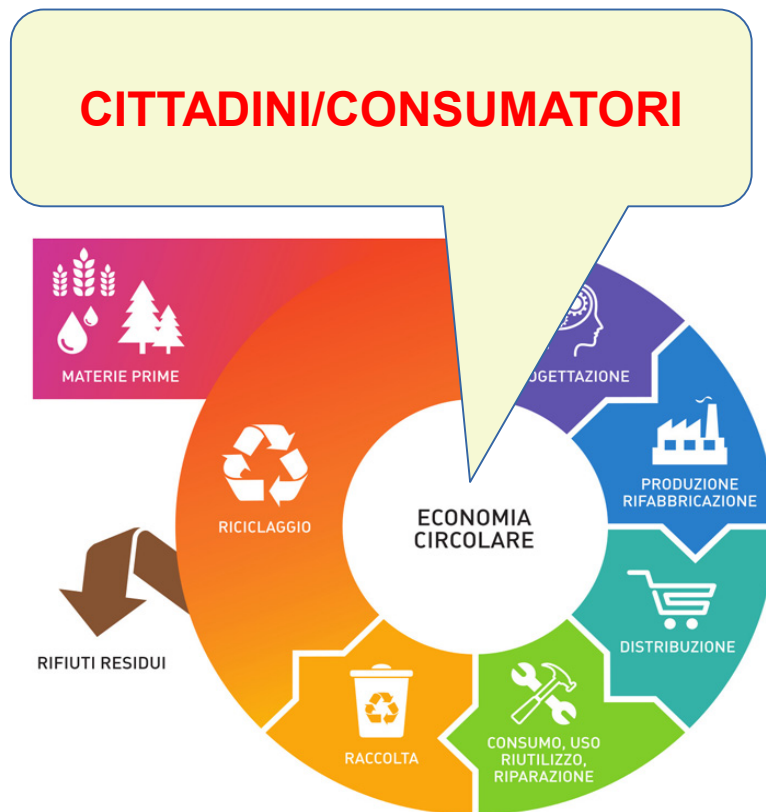 CITTADINI/CONSUMATORI
MATERIE PRIME
OGETTAZIONE
PRODUZIONE
RIFABBRICAZIONE
RICICLAGGIO
ECONOMIA
CIRCOLARE
DISTRIBUZIONE
RIFIUTI RESIDUI
RACCOLTA
CONSUMO, USO
RIUTILIZZO,
RIPARAZIONE